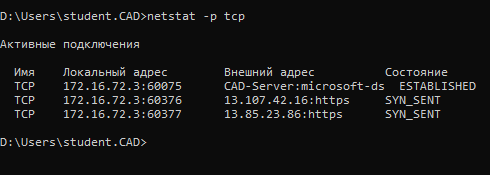 D:\Users\student.CAD>netstat -p tcp
Активные подключения
Имя Локальный адрес Внешний адрес Состояние
TCP 172.16.72.3:60075 CAD-Server:microsoft-ds ESTABLISHED
TCP 172.16.72.3:60376 13.107.42.16:https SYN_SENT
TCP 172.16.72.3:60377 13.85.23.86:https SYN_SENT
D:\Users\student.CAD>